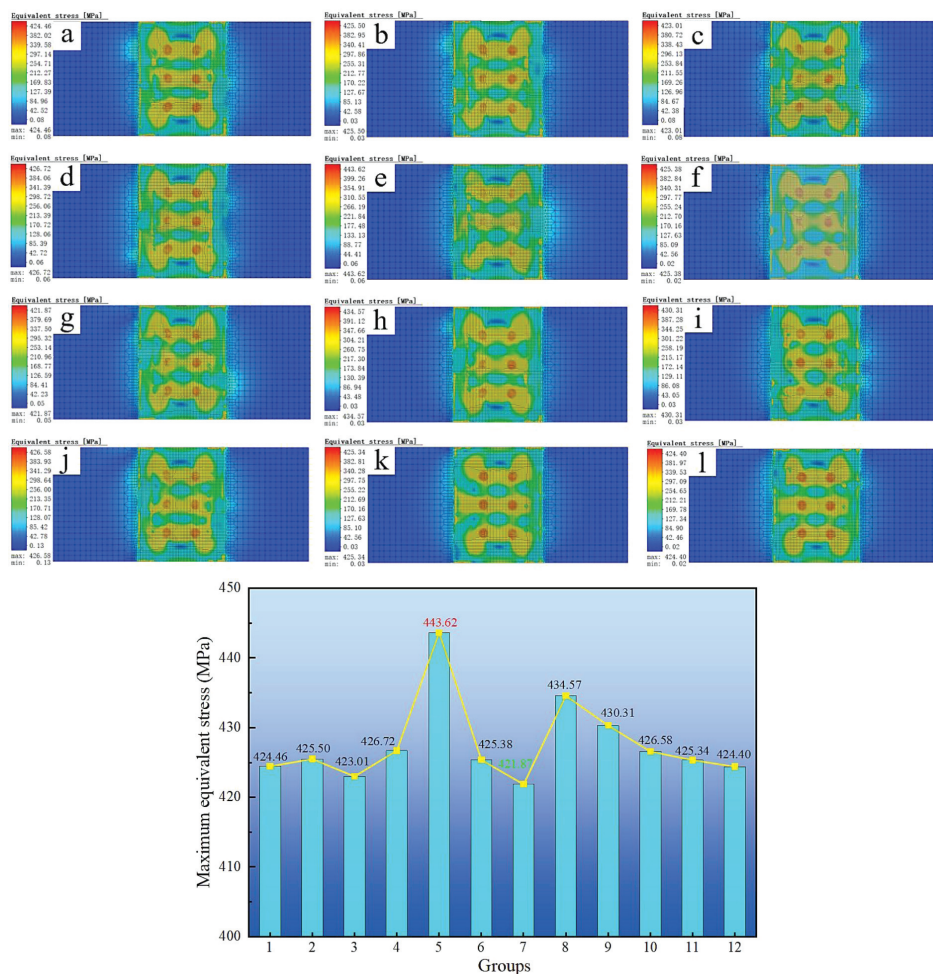 Equivalent stress [MPa]
a
424.46
382.02
339.58
297.14
254.71
212.27
169.83
127.39
84.96
42.52
0.08
max: 424.46
min: 0.08
Equivalent stress [MPa]
b
425.50
382.95
340.41
212.77
170.22
127.67
85.13
42.58
0.03
max: 425.50
min: 0.03
Equivalent stress [MPa]
c
423.01
380.72
338.43
296.13
253.84
211.55
169.26
126.96
84.67
42.38
0.08
max: 423.01
min: 0.08
Equivalent stress [MPa]
d
426.72
384.06
341.39
298.72
256.06
213.39
170.72
128.06
85.39
42.72
0.06
max: 426.72
min: 0.06
Equivalent stress [MPa]
e
443.62
399.26
354.91
310.55
266.19
221.84
177.48
133.13
88.77
44.41
0.06
max: 443.62
min: 0.06
Equivalent stress [MPa]
f
425.38
382.84
340.31
297.77
255.24
212.70
170.16
127.63
85.09
42.56
0.02
max: 425.38
min: 0.02
Equivalent stress [MPa]
g
421.87
379.69
337.50
295.32
253.14
210.96
168.77
126.59
84.41
42.23
0.05
max: 421.87
min: 0.05
Equivalent stress [MPa]
h
434.57
391.12
347.66
304.21
217.30
130.39
86.94
43.48
0.03
max: 434.57
min: 0.03
Equivalent stress [MPa]
i
430.31
387.28
344.25
301.22
258.19
215.17
172.14
129.11
86.08
43.05
0.03
max: 430.31
min: 0.03
Equivalent stress [MPa]
j
426.58
383.93
341.29
298.64
256.00
213.35
170.71
128.07
85.42
42.78
0.13
max: 426.58
min: 0.13
Equivalent stress [MPa]
k
425.34
382.81
340.28
297.75
255.22
212.69
170.16
127.63
85.10
42.56
0.03
max: 425.34
min: 0.03
Equivalent stress [MPa]
l
424.40
381.97
339.53
297.09
254.65
212.21
169.78
127.34
84.90
42.46
0.02
max: 424.40
min: 0.02
Maximum equivalent stress (MPa)
450
440
430
420
410
400
424.46
425.50
423.01
426.72
443.62
425.38
421.87
434.57
430.31
426.58
425.34
424.40
1 2 3 4 5 6 7 8 9 10 11 12
Groups